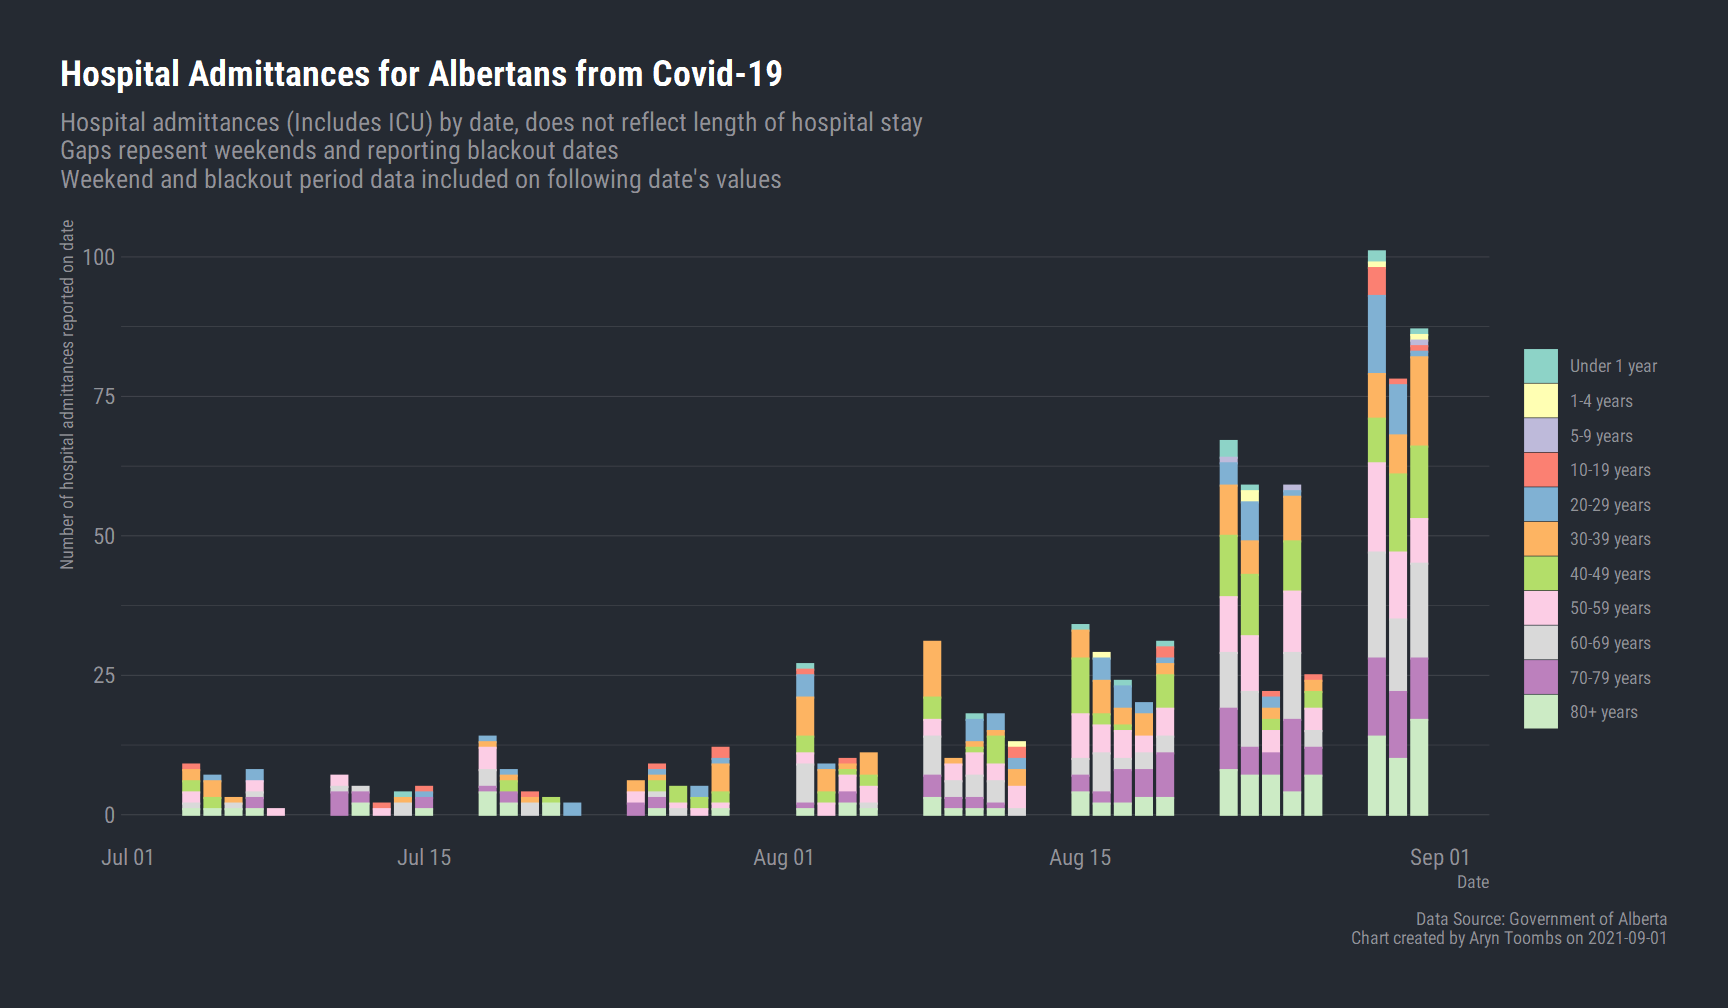 Hospital Admittances for Albertans from Covid-19
Hospital admittances (Includes ICU) by date, does not reflect length of hospital stay
Gaps repesent weekends and reporting blackout dates
Weekend and blackout period data included on following date's values
Number of hospital admittances reported on date
100
75
50
25
0
Jul 01
Jul 15
Aug 01
Aug 15
Sep 01
Date
Under 1 year
1-4 years
5-9 years
10-19 years
20-29 years
30-39 years
40-49 years
50-59 years
60-69 years
70-79 years
80+ years
Data Source: Government of Alberta
Chart created by Aryn Toombs on 2021-09-01